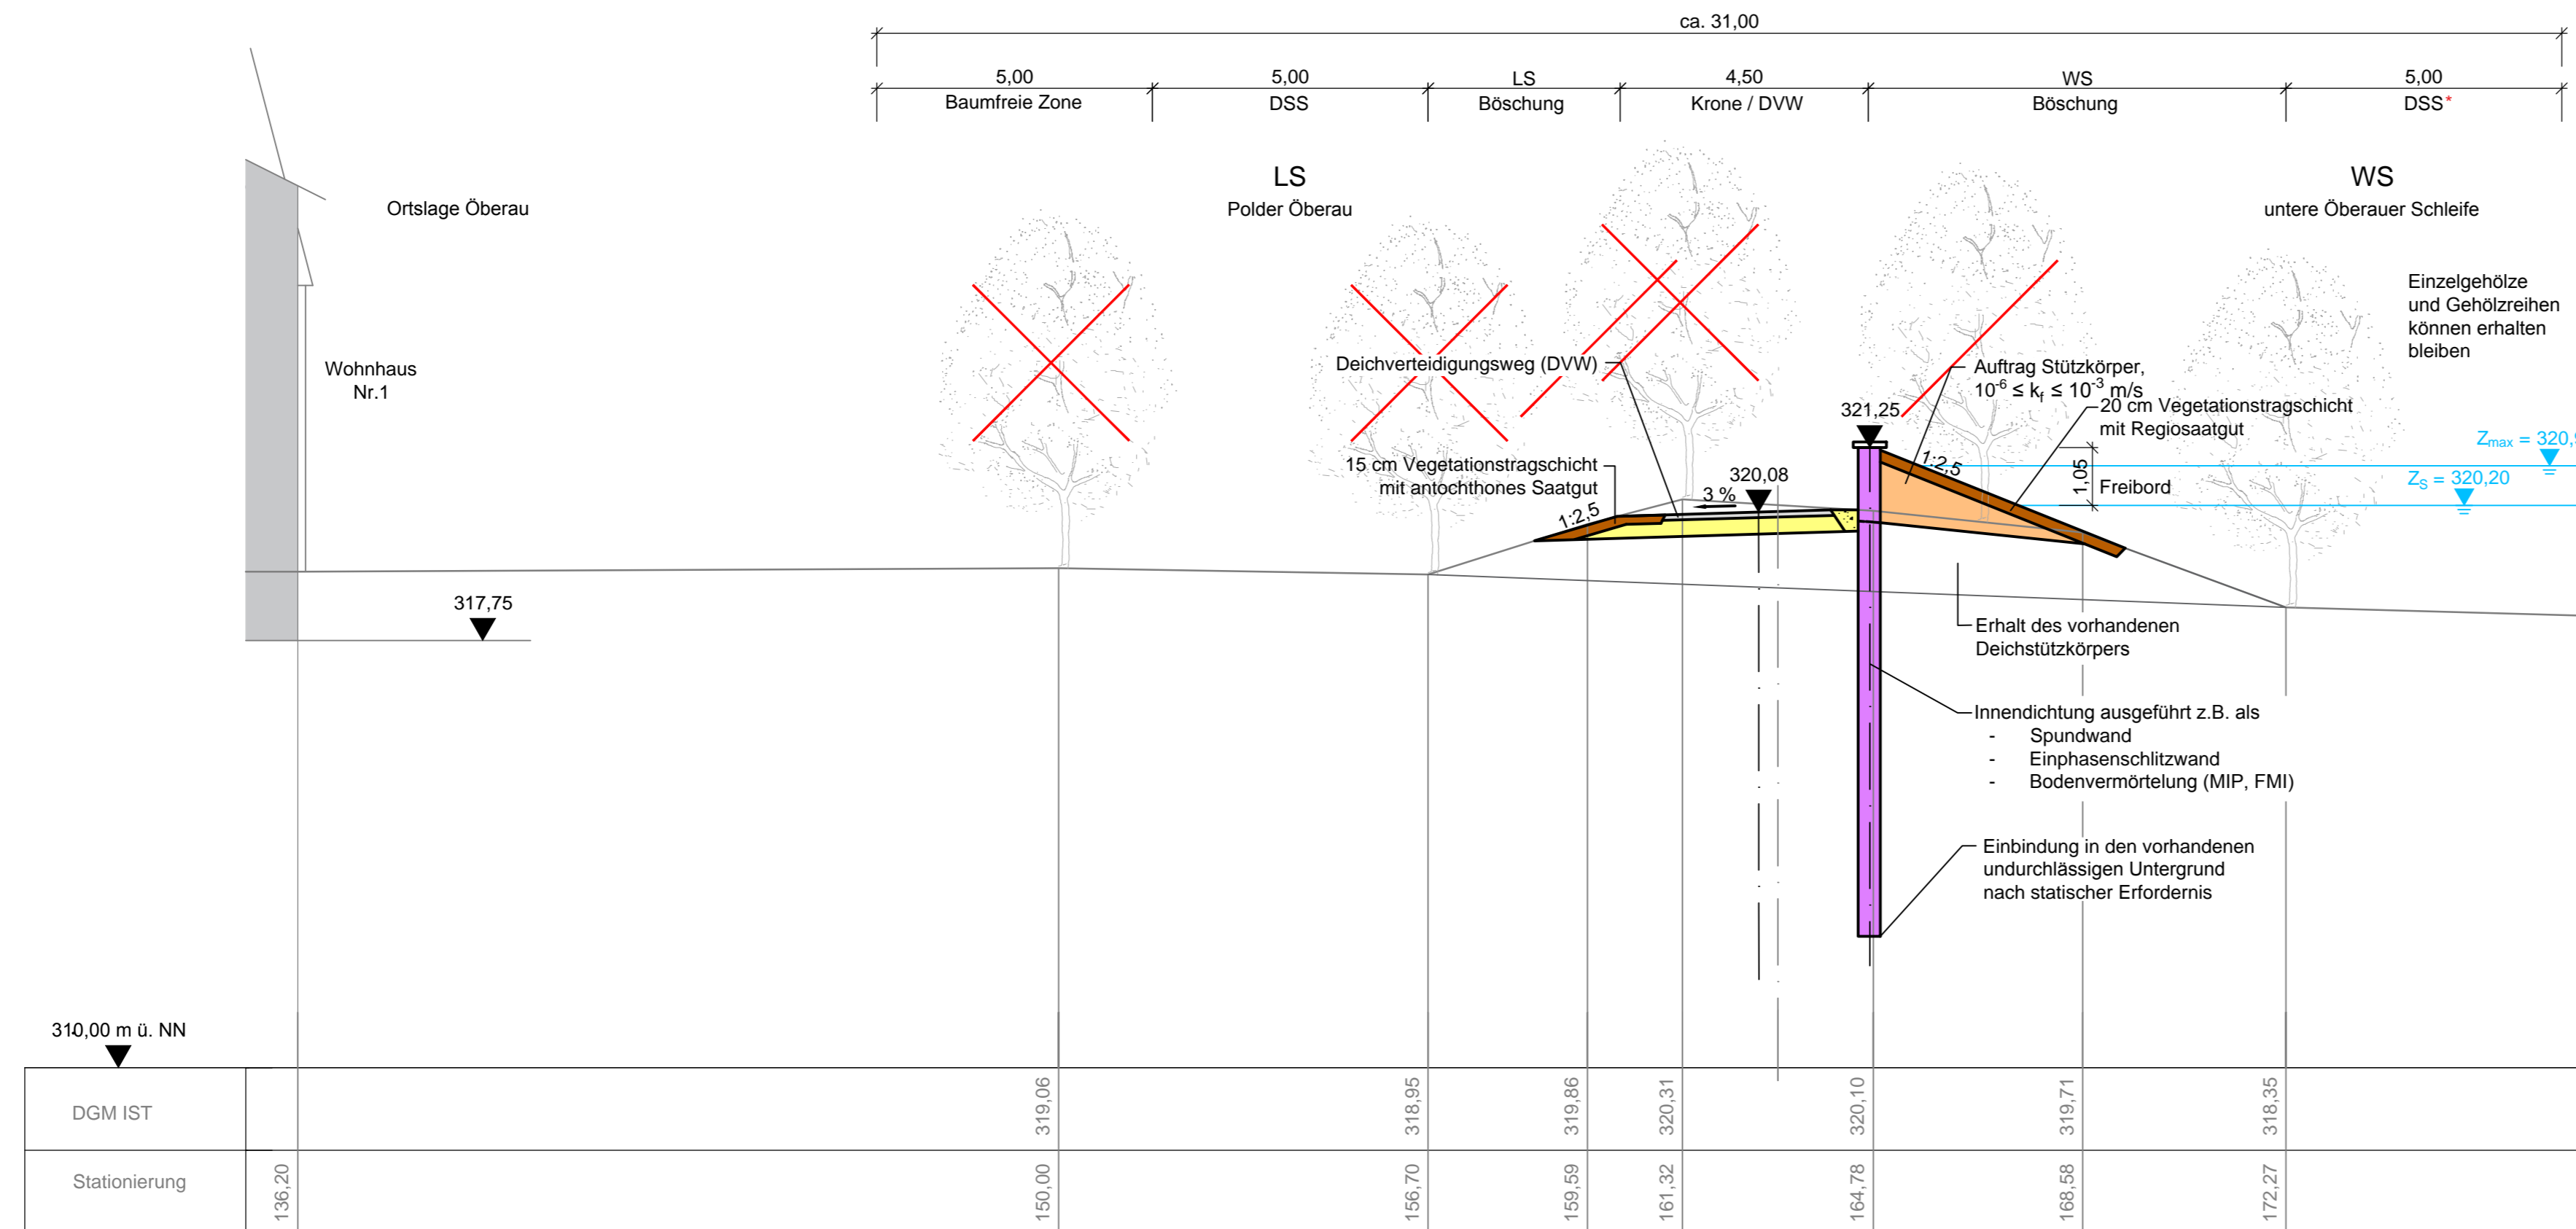 ca. 31,00
5,00
5,00
LS
4,50
WS
5,00
Baumfreie Zone
DSS
Böschung
Krone / DVW
Böschung
DSS*
LS
Polder Öberau
WS
untere Öberauer Schleife
Ortslage Öberau
Einzelgehölze
und Gehölzreihen
können erhalten
bleiben
Wohnhaus
Nr.1
Deichverteidigungsweg (DVW)
Auftrag Stützkörper,
10⁻⁶ ≤ k_f ≤ 10⁻³ m/s
20 cm Vegetationstragschicht
mit Regiosaatgut
321,25
Z_max = 320,
1:2,5
1,05
Freibord
Z_S = 320,20
15 cm Vegetationstragschicht
mit antochthones Saatgut
320,08
3 %
1:2,5
317,75
Erhalt des vorhandenen
Deichstützkörpers
Innendichtung ausgeführt z.B. als
- Spundwand
- Einphasenschlitzwand
- Bodenvermörtelung (MIP, FMI)
Einbindung in den vorhandenen
undurchlässigen Untergrund
nach statischer Erfordernis
310,00 m ü. NN
DGM IST
319,06
318,95
319,86
320,31
320,10
319,71
318,35
Stationierung
136,20
150,00
156,70
159,59
161,32
164,78
168,58
172,27